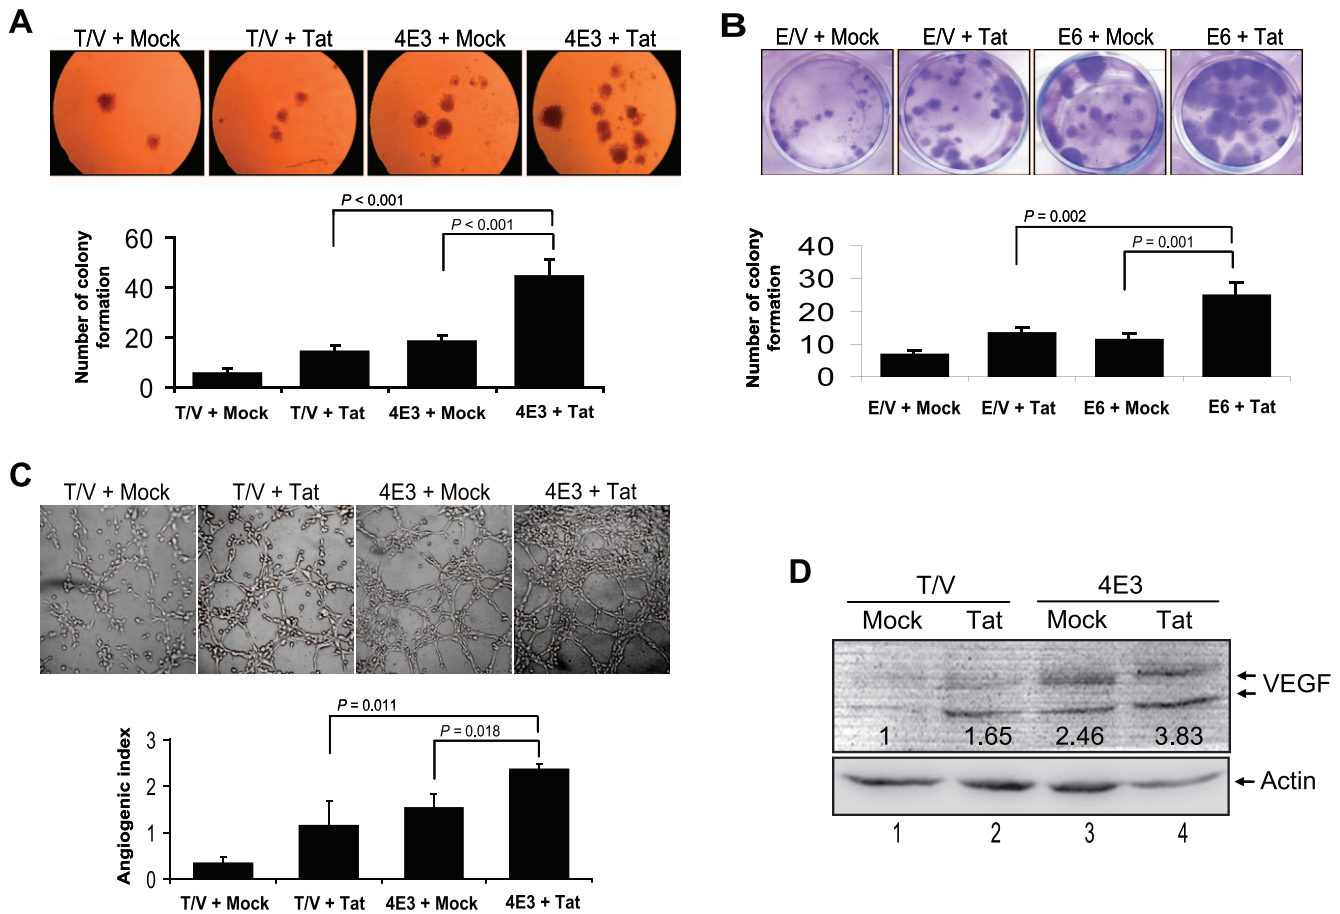 A
T/V + Mock T/V + Tat 4E3 + Mock 4E3 + Tat
P < 0.001
P < 0.001
Number of colony
formation
60
40
20
0
T/V + Mock T/V + Tat 4E3 + Mock 4E3 + Tat
B
E/V + Mock E/V + Tat E6 + Mock E6 + Tat
P = 0.002
P = 0.001
Number of colony
formation
40
30
20
10
0
E/V + Mock E/V + Tat E6 + Mock E6 + Tat
C
T/V + Mock T/V + Tat 4E3 + Mock 4E3 + Tat
P = 0.011
P = 0.018
Angiogenic index
3
2
1
0
T/V + Mock T/V + Tat 4E3 + Mock 4E3 + Tat
D
T/V 4E3
Mock Tat Mock Tat
VEGF
1 1.65 2.46 3.83
Actin
1 2 3 4